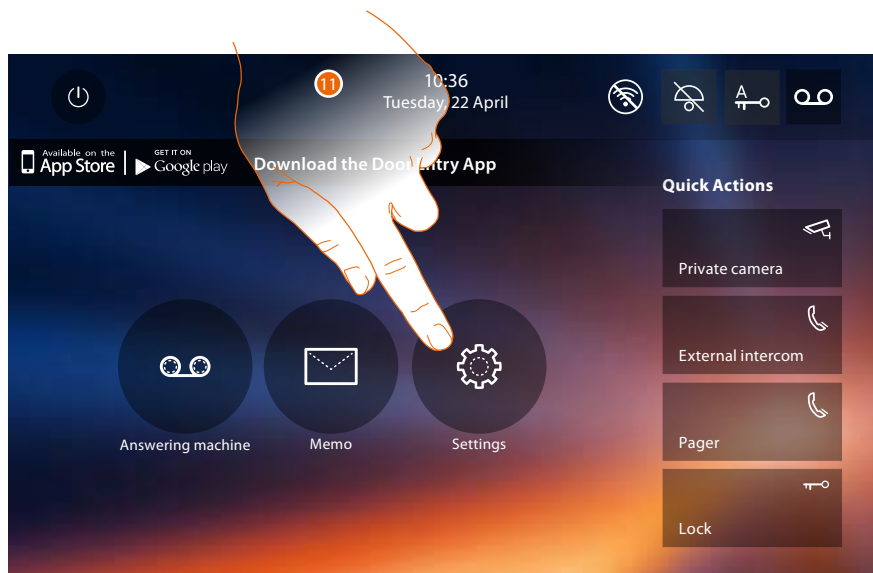 11
10:36
Tuesday, 22 April
A
Available on the
App Store
GET IT ON
Google play
Download the Door Entry App
Quick Actions
Private camera
External intercom
Pager
Lock
Answering machine
Memo
Settings